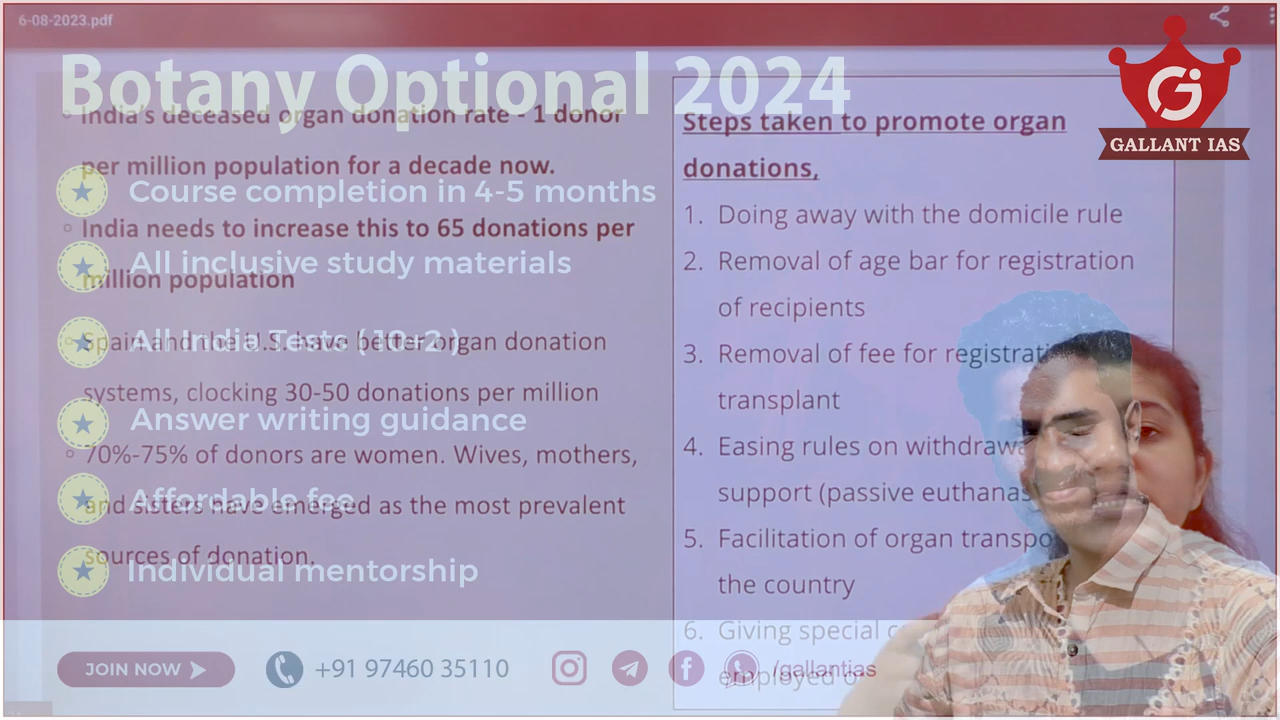 6-08-2023.pdf
Botany Optional 2024
GALLANT IAS
Course completion in 4-5 months
All inclusive study materials
All India Tests ( 10+2 )
Answer writing guidance
Affordable fee
Individual mentorship
India's deceased organ donation rate - 1 donor
per million population for a decade now.
India needs to increase this to 65 donations per
million population
Spain and the U.S. have better organ donation
systems, clocking 30-50 donations per million
70%-75% of donors are women. Wives, mothers,
and sisters have emerged as the most prevalent
sources of donation.
Steps taken to promote organ
donations,
1. Doing away with the domicile rule
2. Removal of age bar for registration
of recipients
3. Removal of fee for registrati
transplant
4. Easing rules on withdrawa
support (passive euthanas
5. Facilitation of organ transpo
the country
6. Giving special c
employed o
JOIN NOW
+91 97460 35110
/gallantias